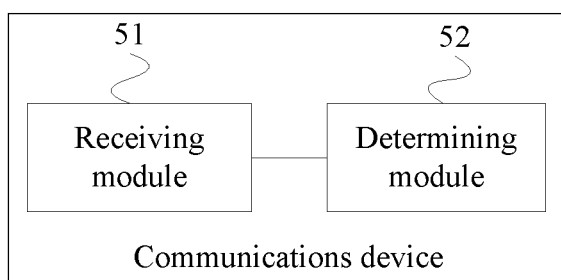 51
52
Receiving
module
Determining
module
Communications device